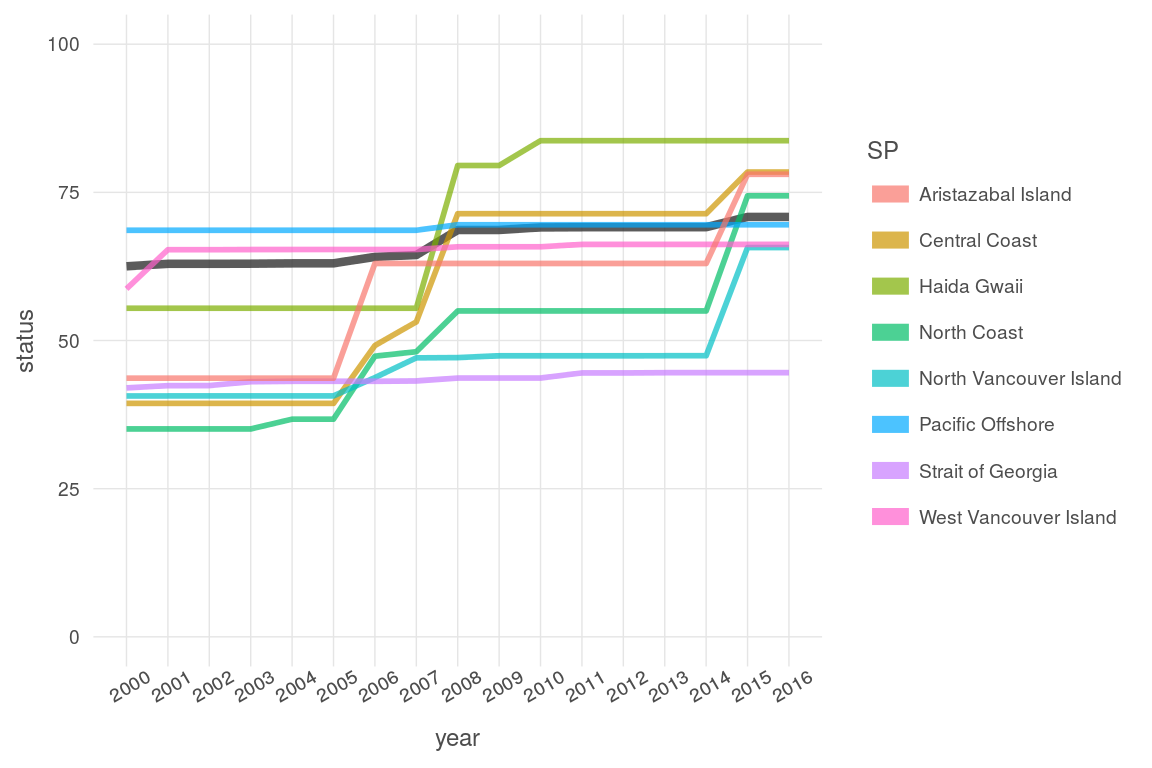 100
75
50
25
0
status
2000
2001
2002
2003
2004
2005
2006
2007
2008
2009
2010
2011
2012
2013
2014
2015
2016
year
SP
Aristazabal Island
Central Coast
Haida Gwaii
North Coast
North Vancouver Island
Pacific Offshore
Strait of Georgia
West Vancouver Island